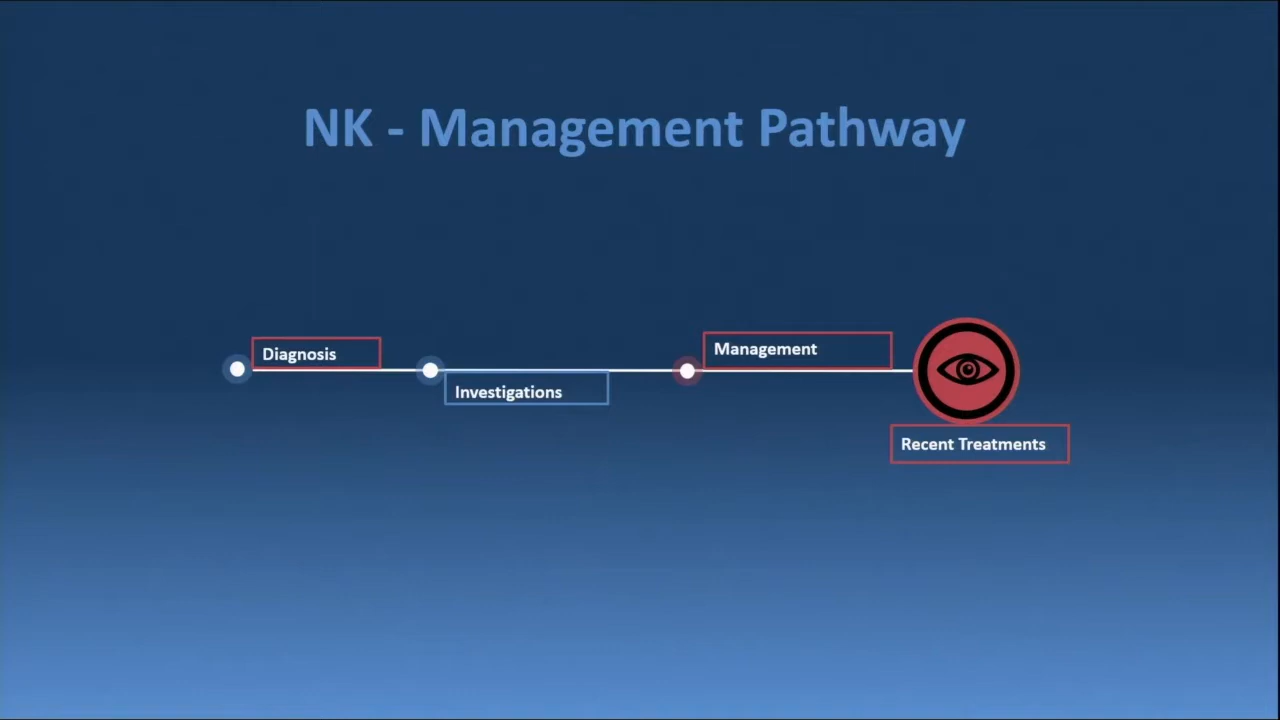 NK - Management Pathway
Diagnosis
Investigations
Management
Recent Treatments